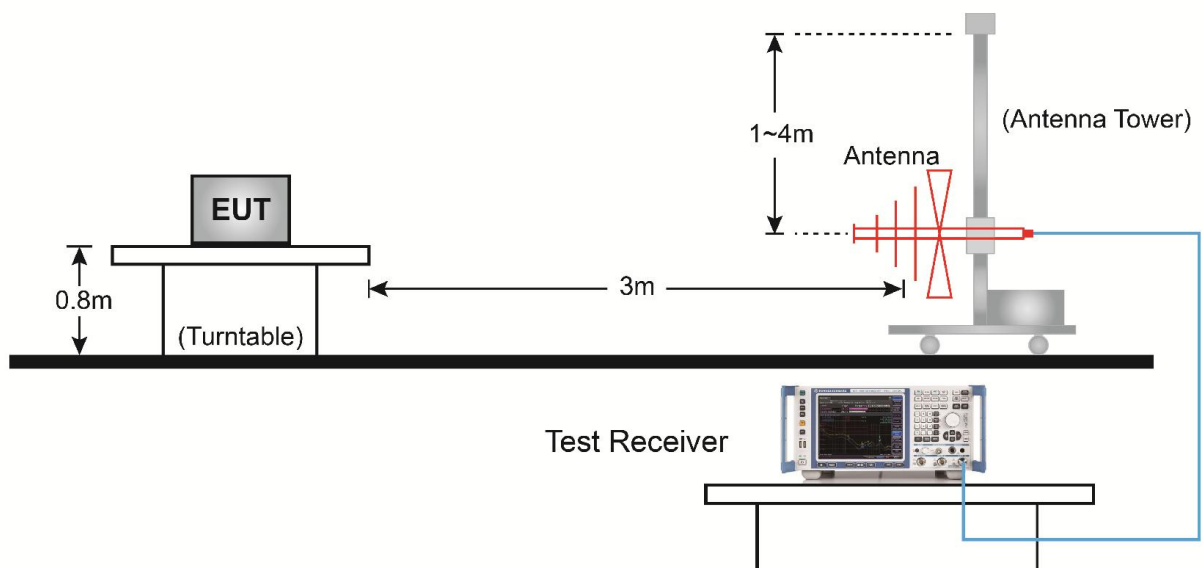 1~4m
(Antenna Tower)
Antenna
EUT
0.8m
3m
(Turntable)
Test Receiver